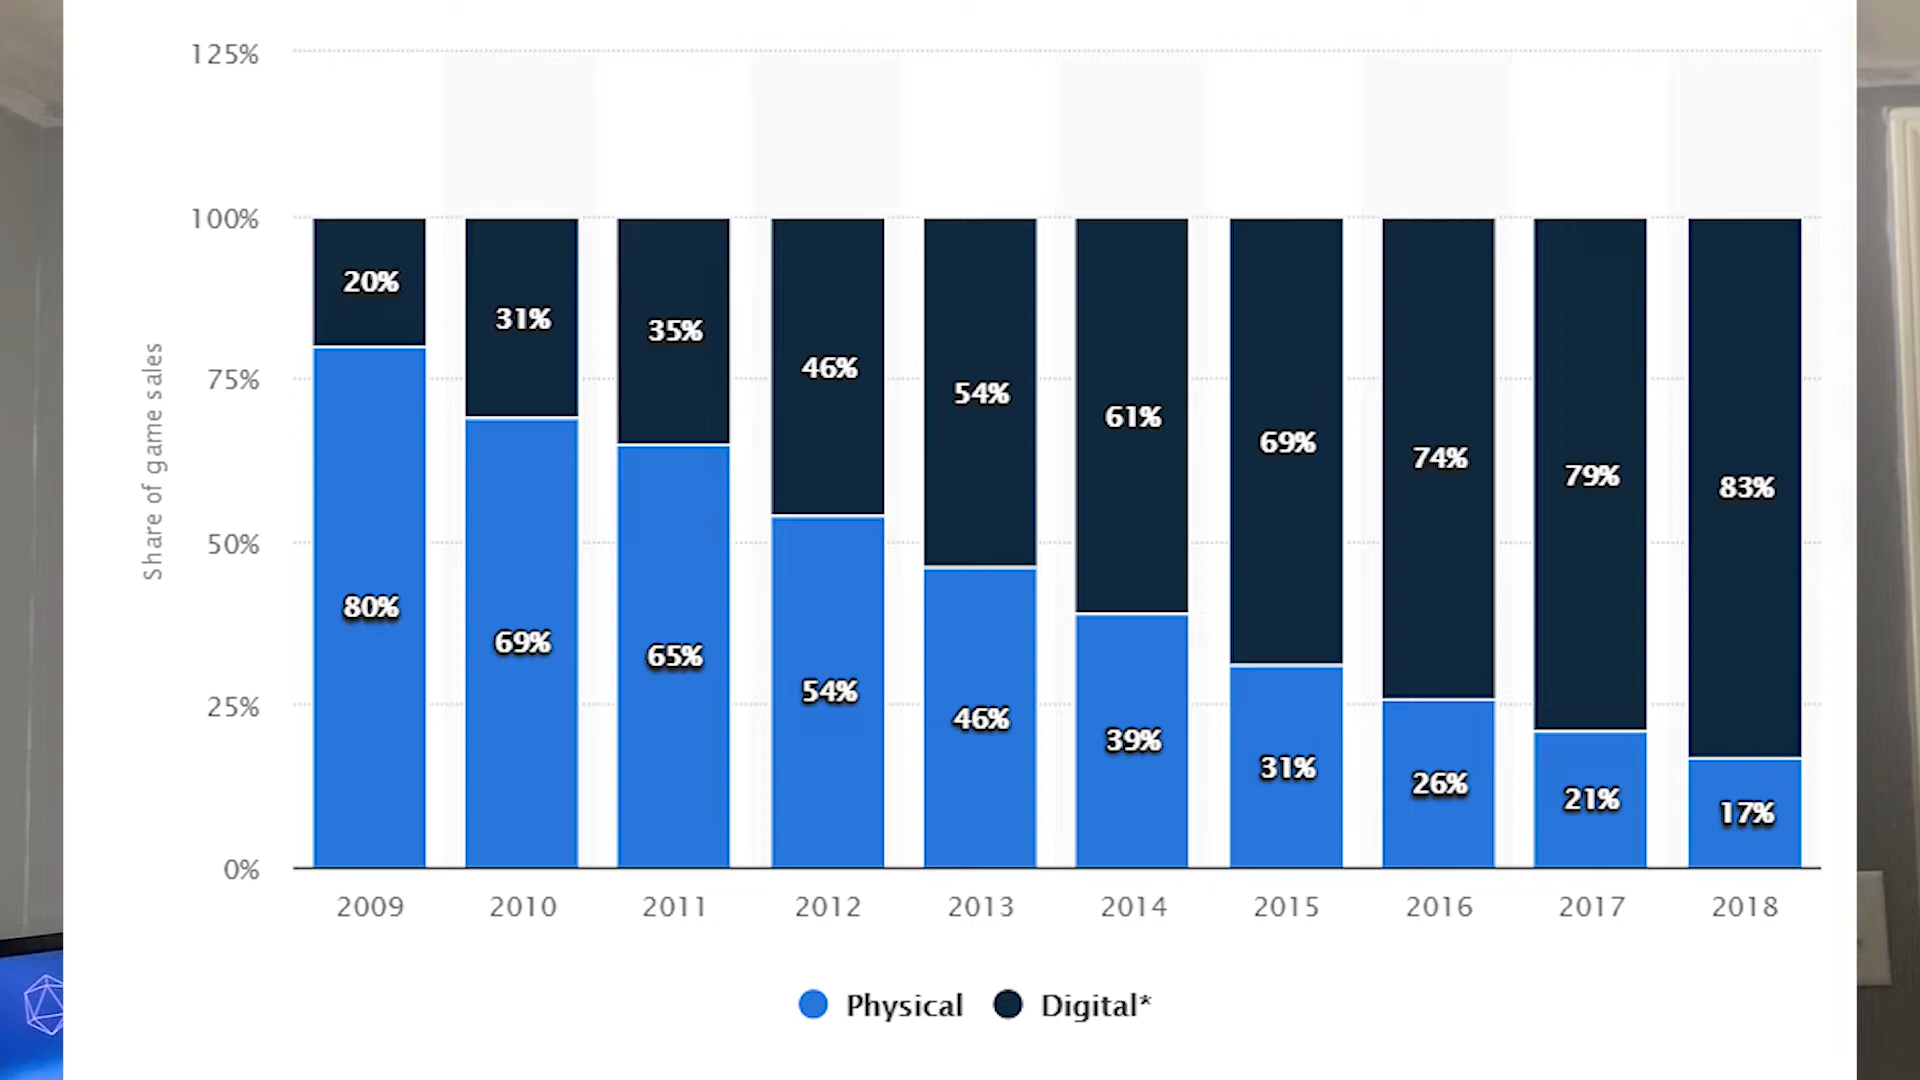 125%
100%
75%
50%
25%
0%
Share of game sales
20% 31% 35% 46% 54% 61% 69% 74% 79% 83%
80% 69% 65% 54% 46% 39% 31% 26% 21% 17%
2009 2010 2011 2012 2013 2014 2015 2016 2017 2018
Physical Digital*